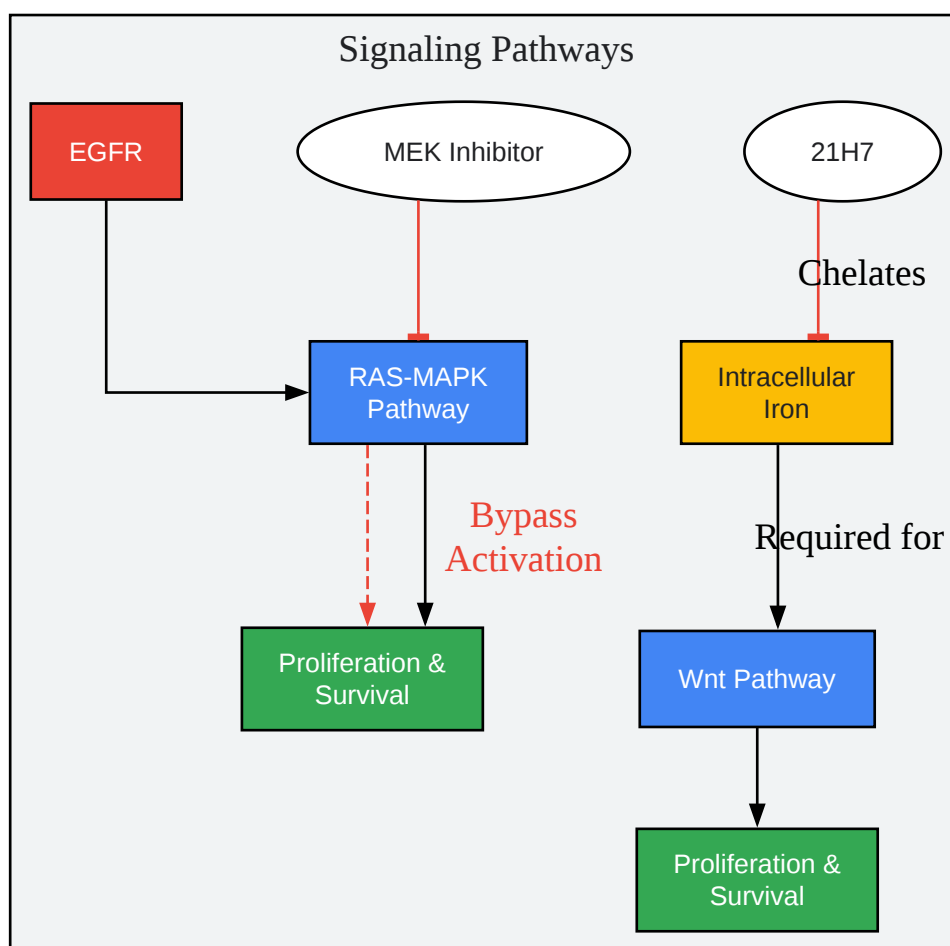 Signaling Pathways
EGFR
MEK Inhibitor
21H7
Chelates
RAS-MAPK
Pathway
Intracellular
Iron
Bypass
Activation
Required for
Proliferation &
Survival
Wnt Pathway
Proliferation &
Survival